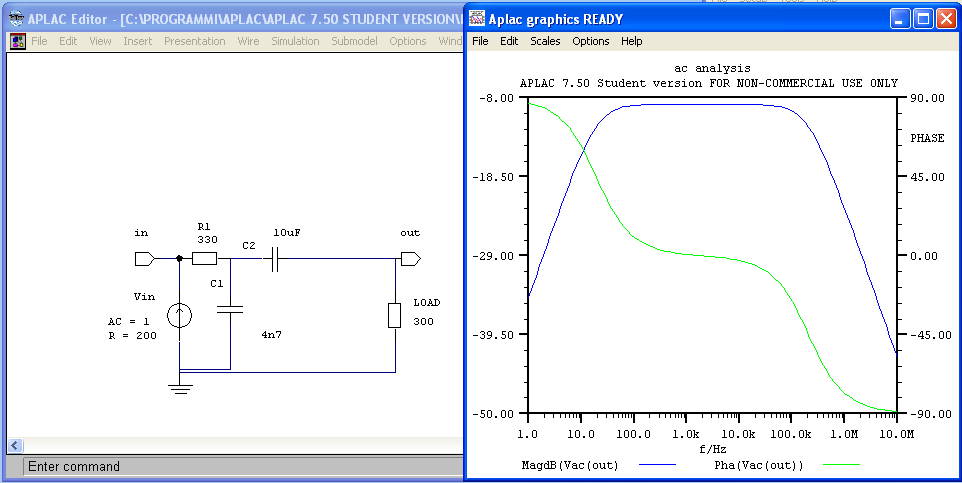 APLAC Editor - [C:\PROGRAMMI\APLAC\APLAC 7.50 STUDENT VERSION\
File Edit View Insert Presentation Wire Simulation Submodel Options Wind
in
R1
330
C2
10uF
out
Vin
C1
AC = 1
R = 200
4n7
LOAD
300
Enter command
Aplac graphics READY
File Edit Scales Options Help
ac analysis
APLAC 7.50 Student version FOR NON-COMMERCIAL USE ONLY
-8.00
-18.50
-29.00
-39.50
-50.00
90.00
PHASE
45.00
0.00
-45.00
-90.00
1.0 10.0 100.0 1.0k 10.0k 100.0k 1.0M 10.0M
f/Hz
MagdB(Vac(out) Pha(Vac(out))